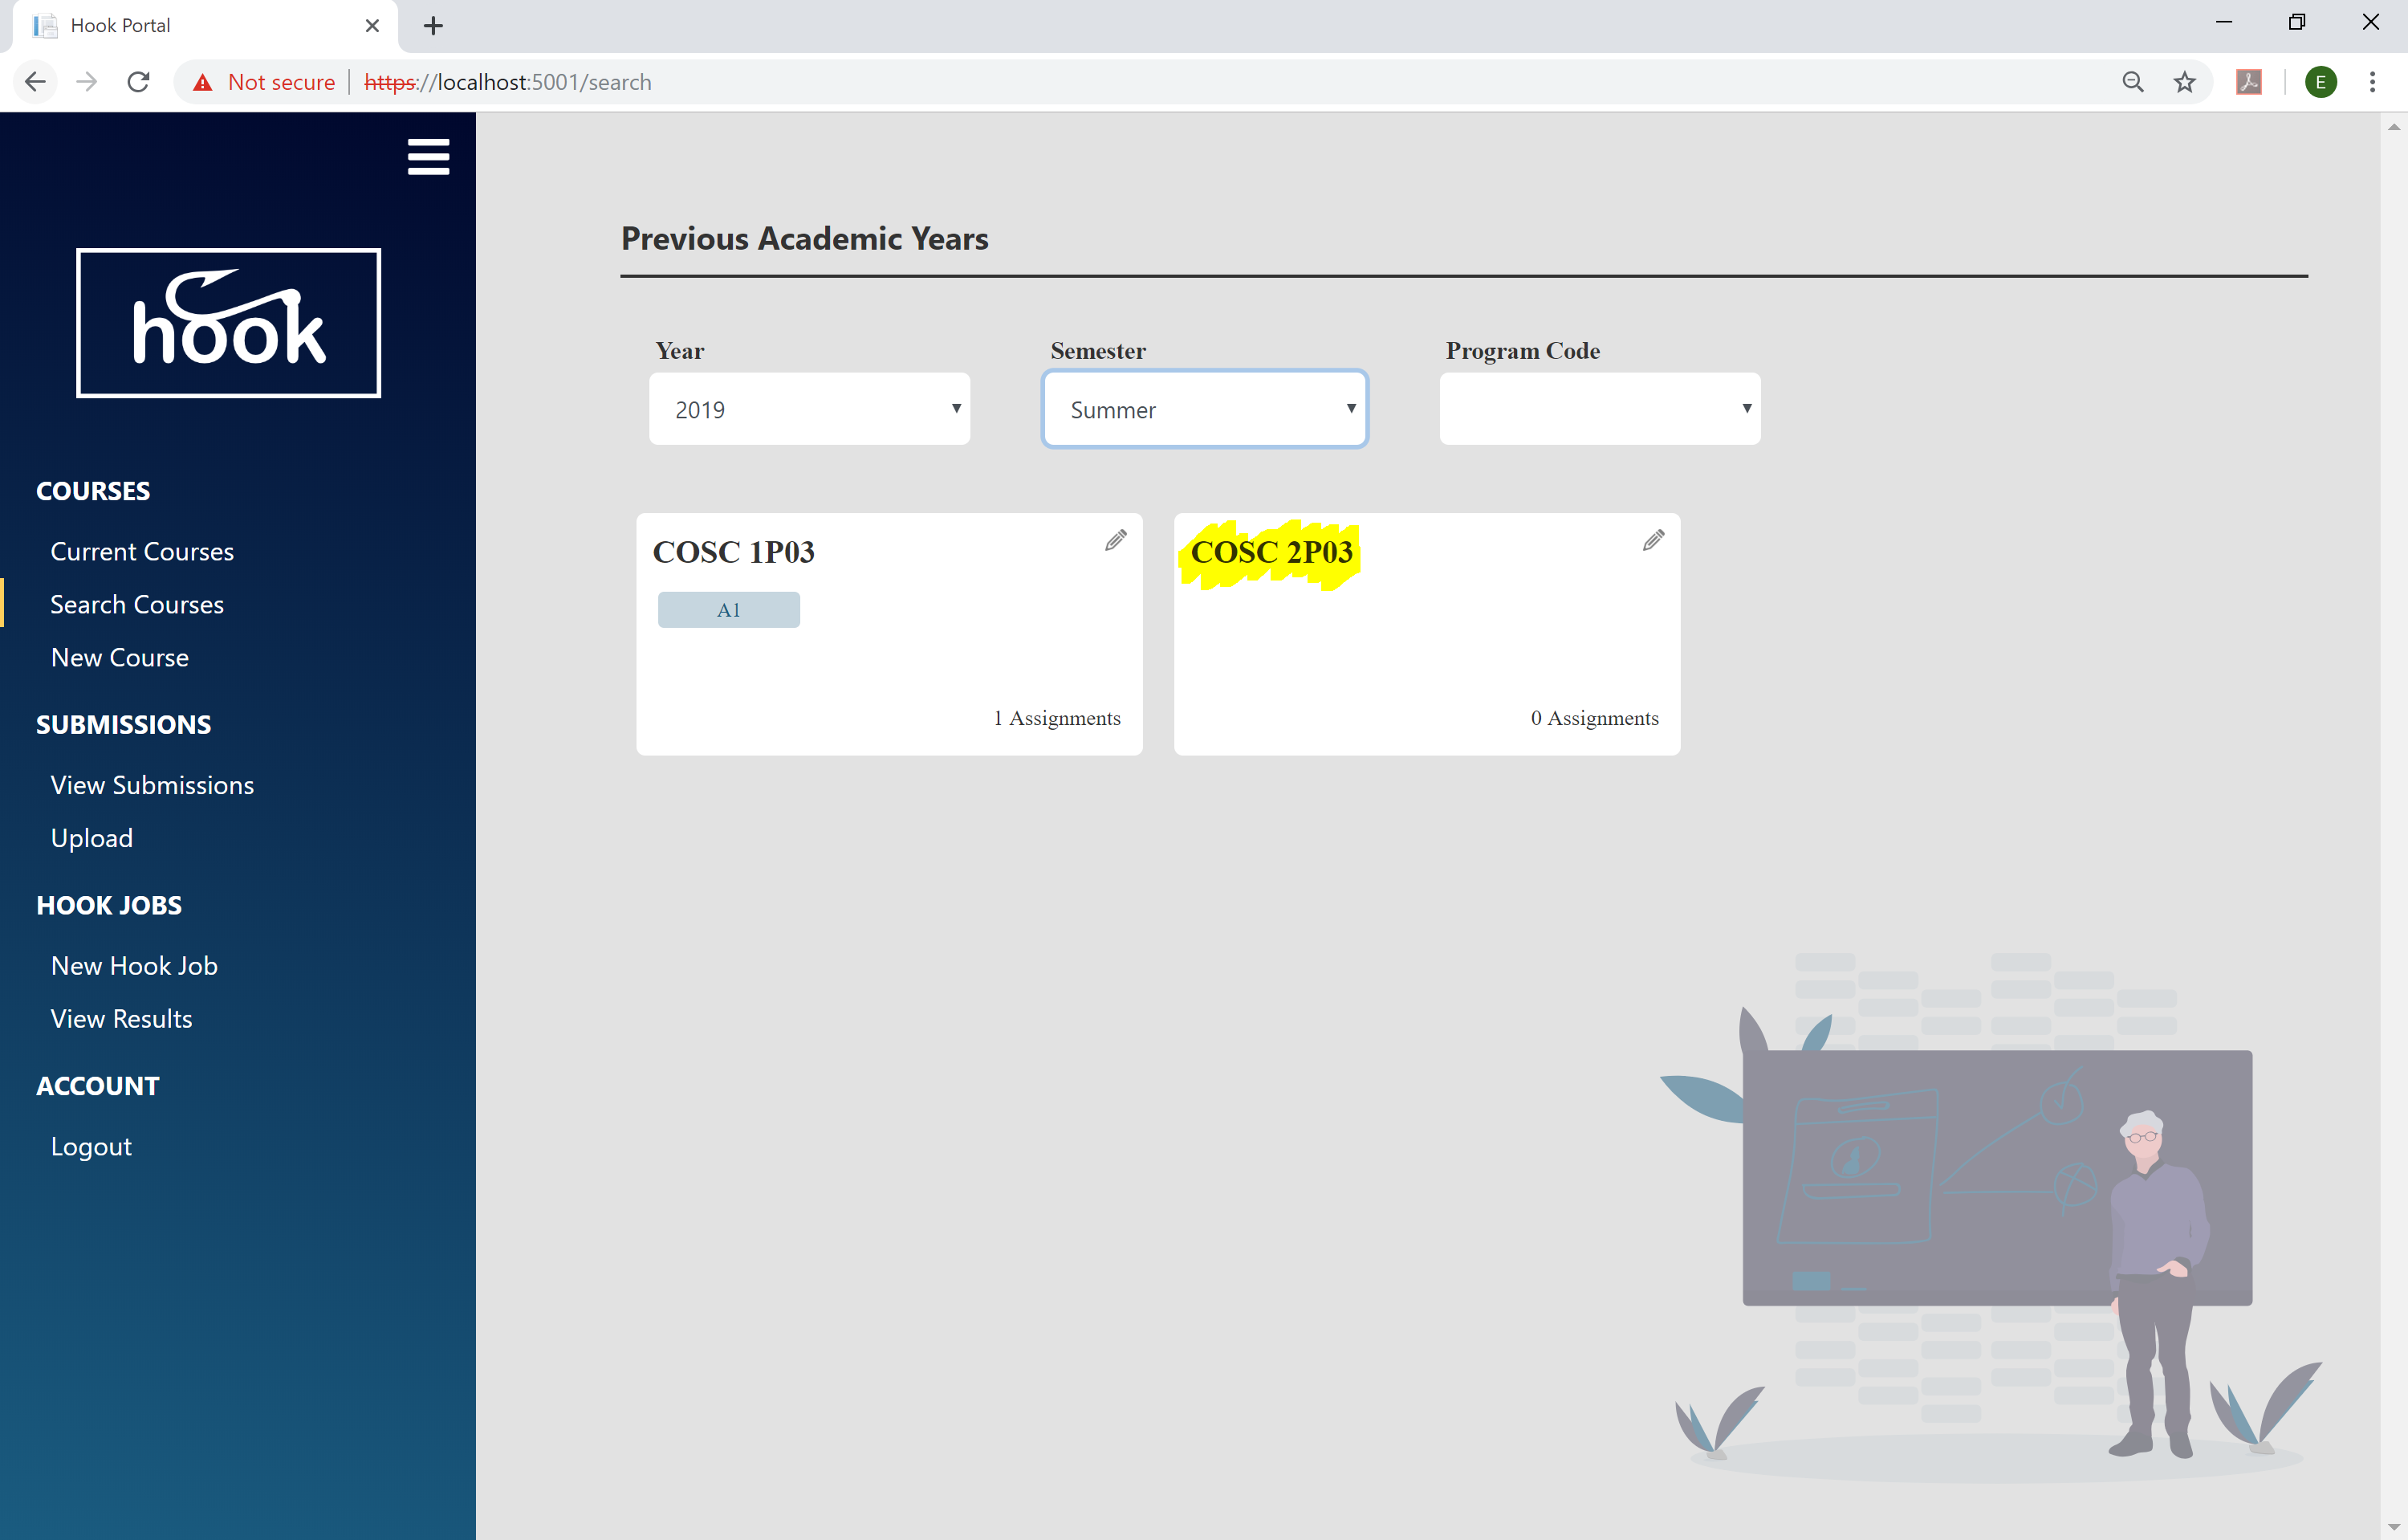 Hook Portal
Not secure https://localhost:5001/search
E
hook
COURSES
Current Courses
Search Courses
New Course
SUBMISSIONS
View Submissions
Upload
HOOK JOBS
New Hook Job
View Results
ACCOUNT
Logout
Previous Academic Years
Year Semester Program Code
2019 Summer
COSC 1P03
A1
1 Assignments
COSC 2P03
0 Assignments